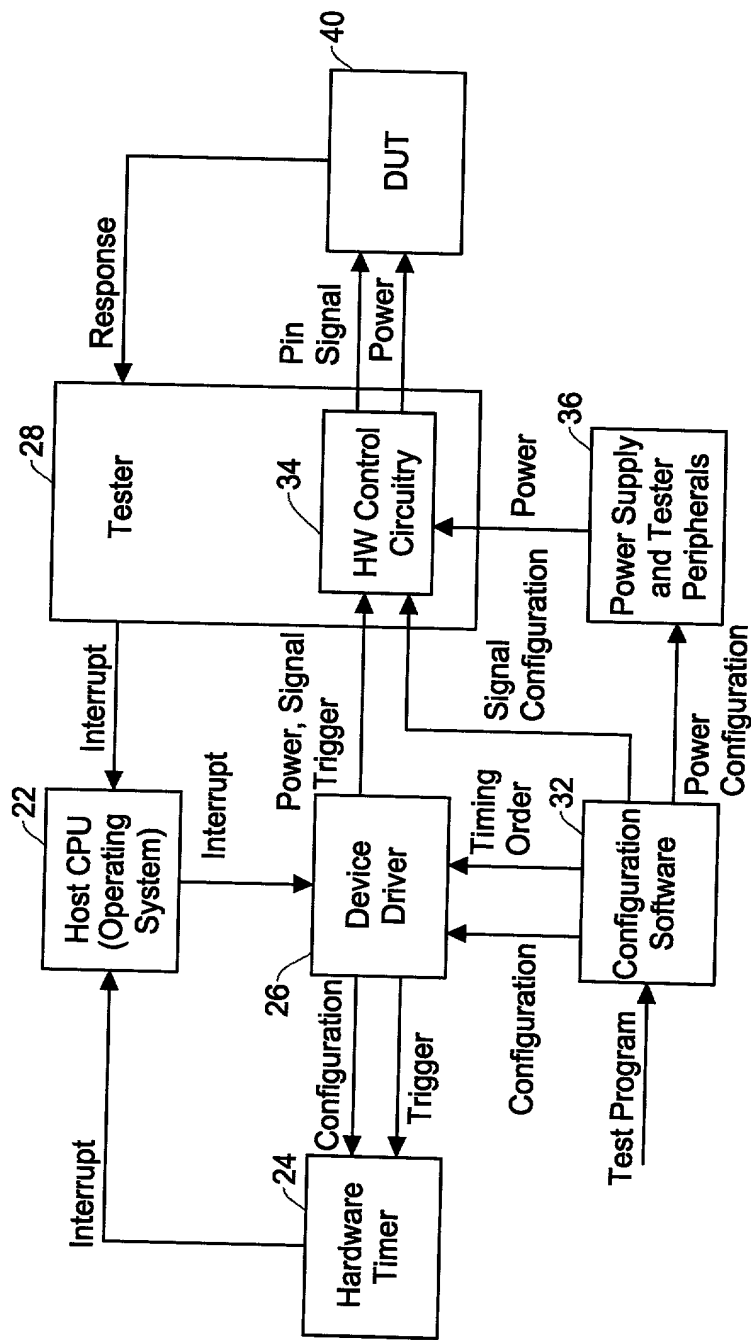 Interrupt
22
Host CPU
(Operating
System)
Interrupt
28
Tester
Response
40
DUT
Interrupt
24
Hardware
Timer
Configuration
Trigger
26
Device
Driver
Power, Signal
Trigger
34
HW Control
Circuitry
Pin
Signal
Power
Configuration
Timing
Order
Signal
Configuration
Power
Test Program
32
Configuration
Software
Power
Configuration
36
Power Supply
and Tester
Peripherals